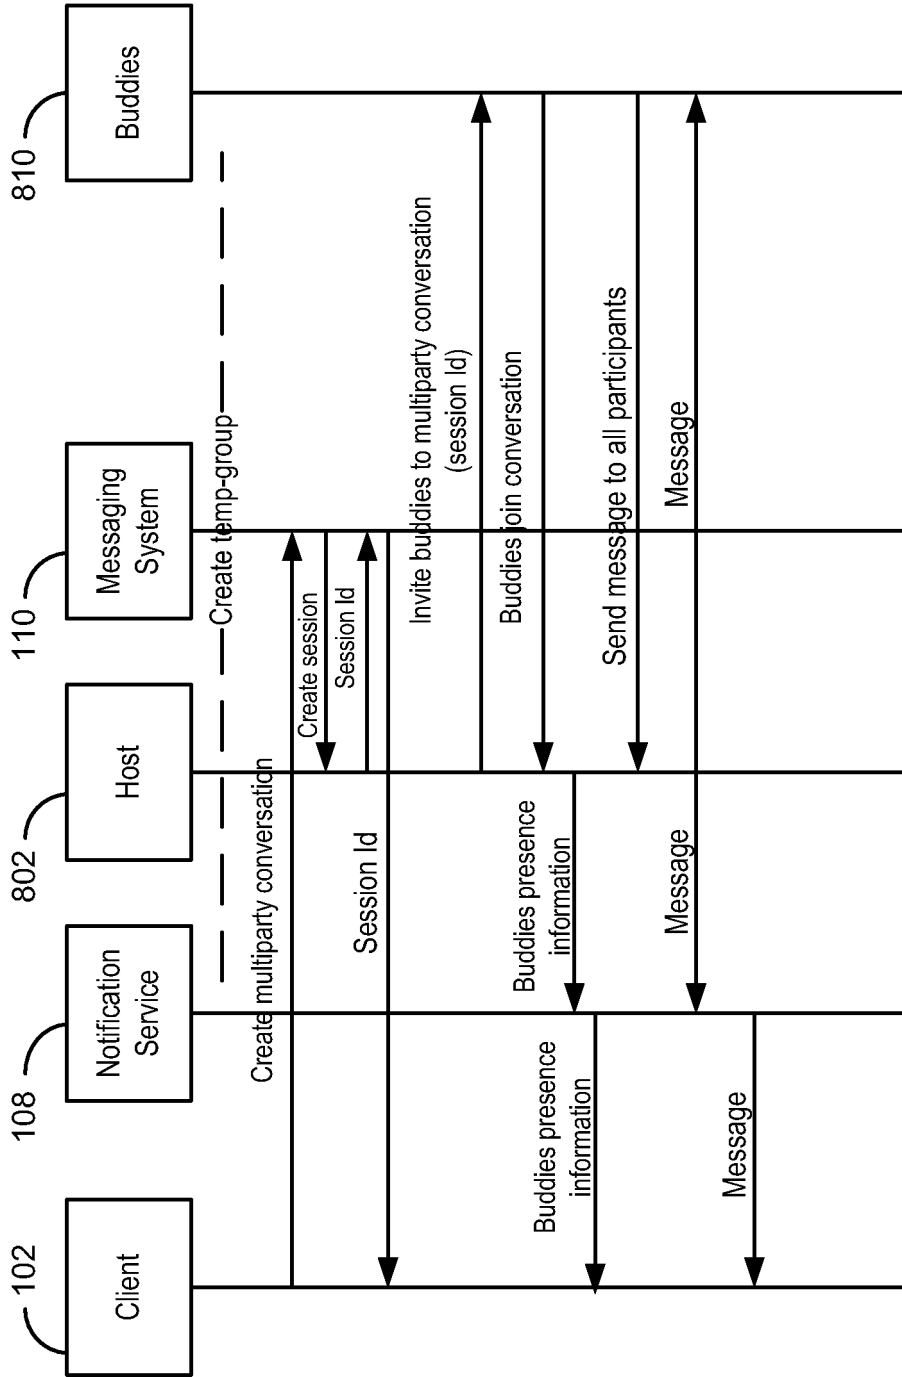 102
108
802
110
810
Client
Notification
Service
Host
Messaging
System
Buddies
Create temp-group
Create multiparty conversation
Create session
Session Id
Session Id
Invite buddies to multiparty conversation
(session Id)
Buddies join conversation
Buddies presence
information
Buddies presence
information
Send message to all participants
Message
Message
Message